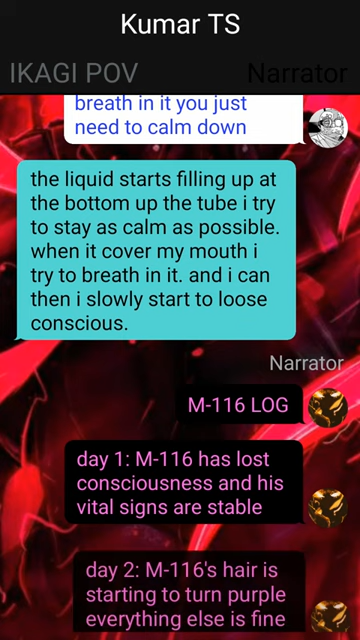 Kumar TS
IKAGI POV
Narrator
breath in it you just
need to calm down
the liquid starts filling up at
the bottom up the tube i try
to stay as calm as possible.
when it cover my mouth i
try to breath in it. and i can
then i slowly start to loose
conscious.
Narrator
M-116 LOG
day 1: M-116 has lost
consciousness and his
vital signs are stable
day 2: M-116's hair is
starting to turn purple
everything else is fine